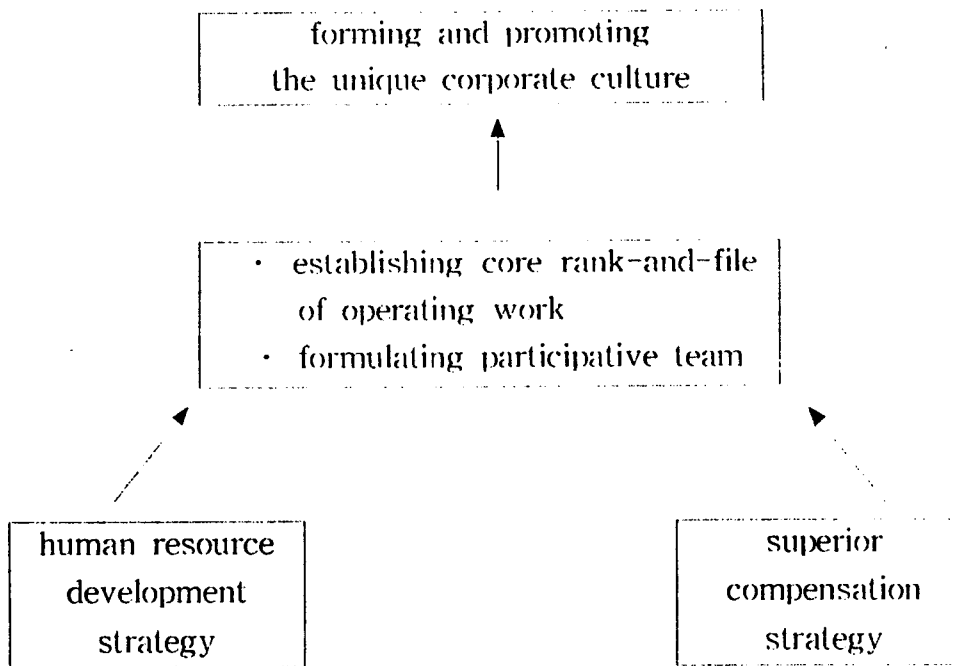 forming and promoting
the unique corporate culture
· establishing core rank-and-file
of operating work
· formulating participative team
human resource
development
strategy
superior
compensation
strategy